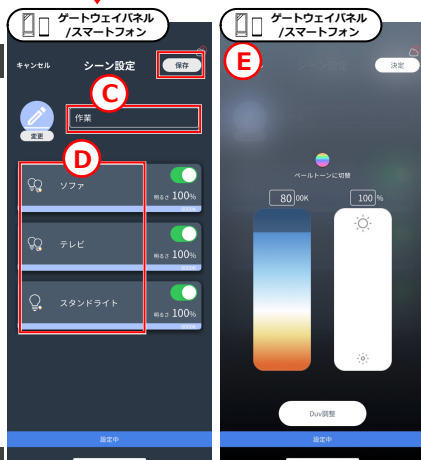 ゲートウェイパネル
/スマートフォン
キャンセル
シーン設定
保存
C
作業
変更
D
ソファ
明るさ 100%
テレビ
明るさ 100%
スタンドライト
明るさ 100%
設定中
ゲートウェイパネル
/スマートフォン
E
決定
ペールトーンに切替
80 00K
100 %
Duv調整
設定中